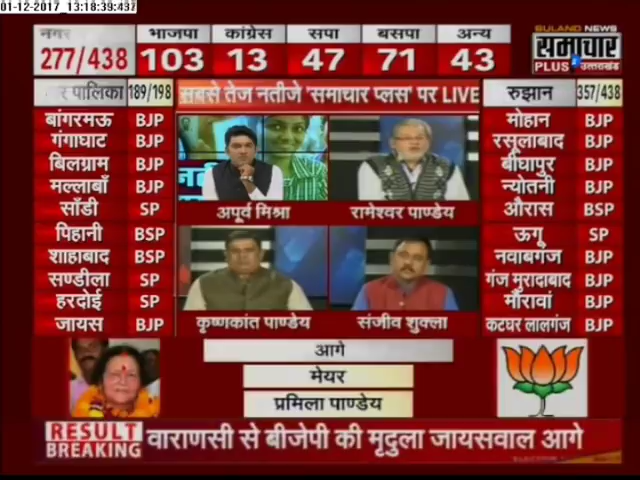 01-12-2017_13:18:39:437
नगर
277/438
भाजपा
103
कांग्रेस
13
सपा
47
बसपा
71
अन्य
43
SULAND NEWS
समाचार
PLUS उत्तराखंड
पालिका 189/198
सबसे तेज नतीजे 'समाचार प्लस' पर LIVE
रुझान 357/438
बांगरमऊ BJP
गंगाघाट BJP
बिलग्राम BJP
मल्लावाँ BJP
साँडी SP
पिहानी BSP
शाहाबाद BSP
सण्डीला SP
हरदोई SP
जायस BJP
अपूर्व मिश्रा
रामेश्वर पाण्डेय
कृष्णकांत पाण्डेय
संजीव शुक्ला
मोहान BJP
रसूलाबाद BJP
बीघापुर BJP
न्योतनी BJP
औरास BSP
ऊगू SP
नवाबगंज BJP
गंज मुरादाबाद BJP
मौरावां BJP
कटघर लालगंज BJP
आगे
मेयर
प्रमिला पाण्डेय
RESULT BREAKING
वाराणसी से बीजेपी की मृदुला जायसवाल आगे